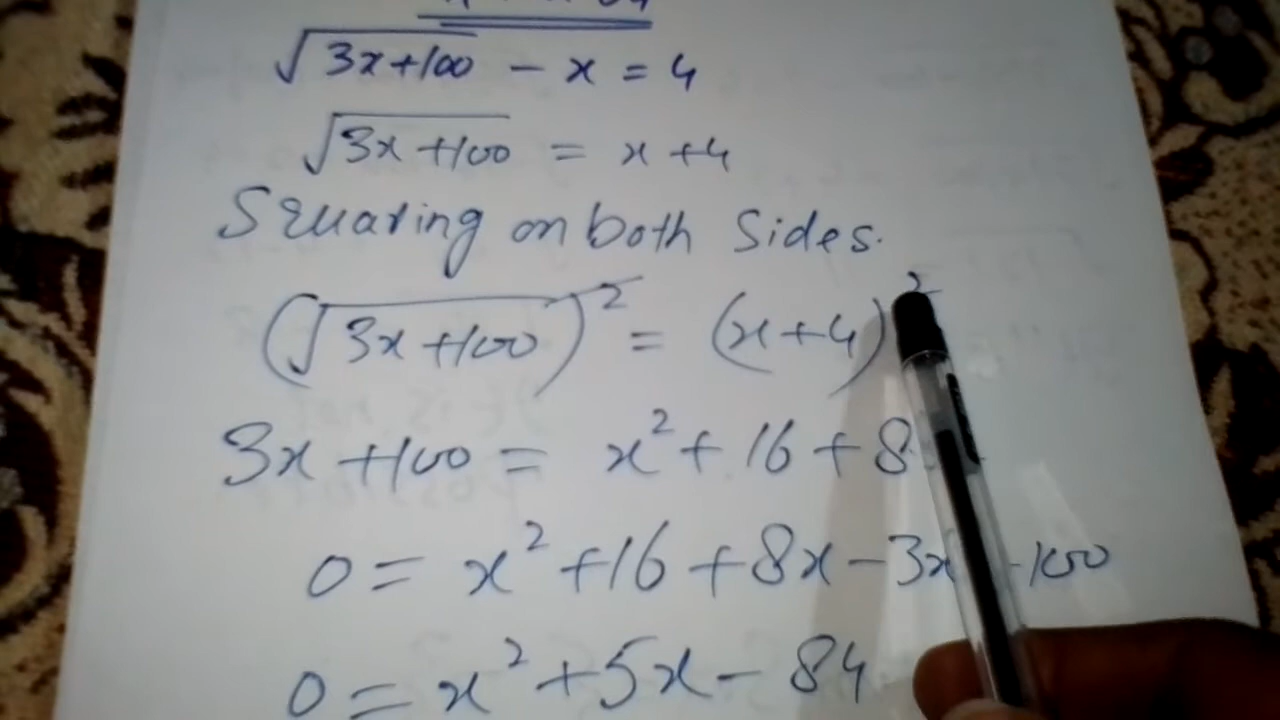 √3x+100 - x = 4
√3x+100 = x+4
Squaring on both Sides.
(√3x+100)² = (x+4)²
3x+100 = x²+16+8
0 = x²+16+8x-3x-100
0 = x²+5x-84